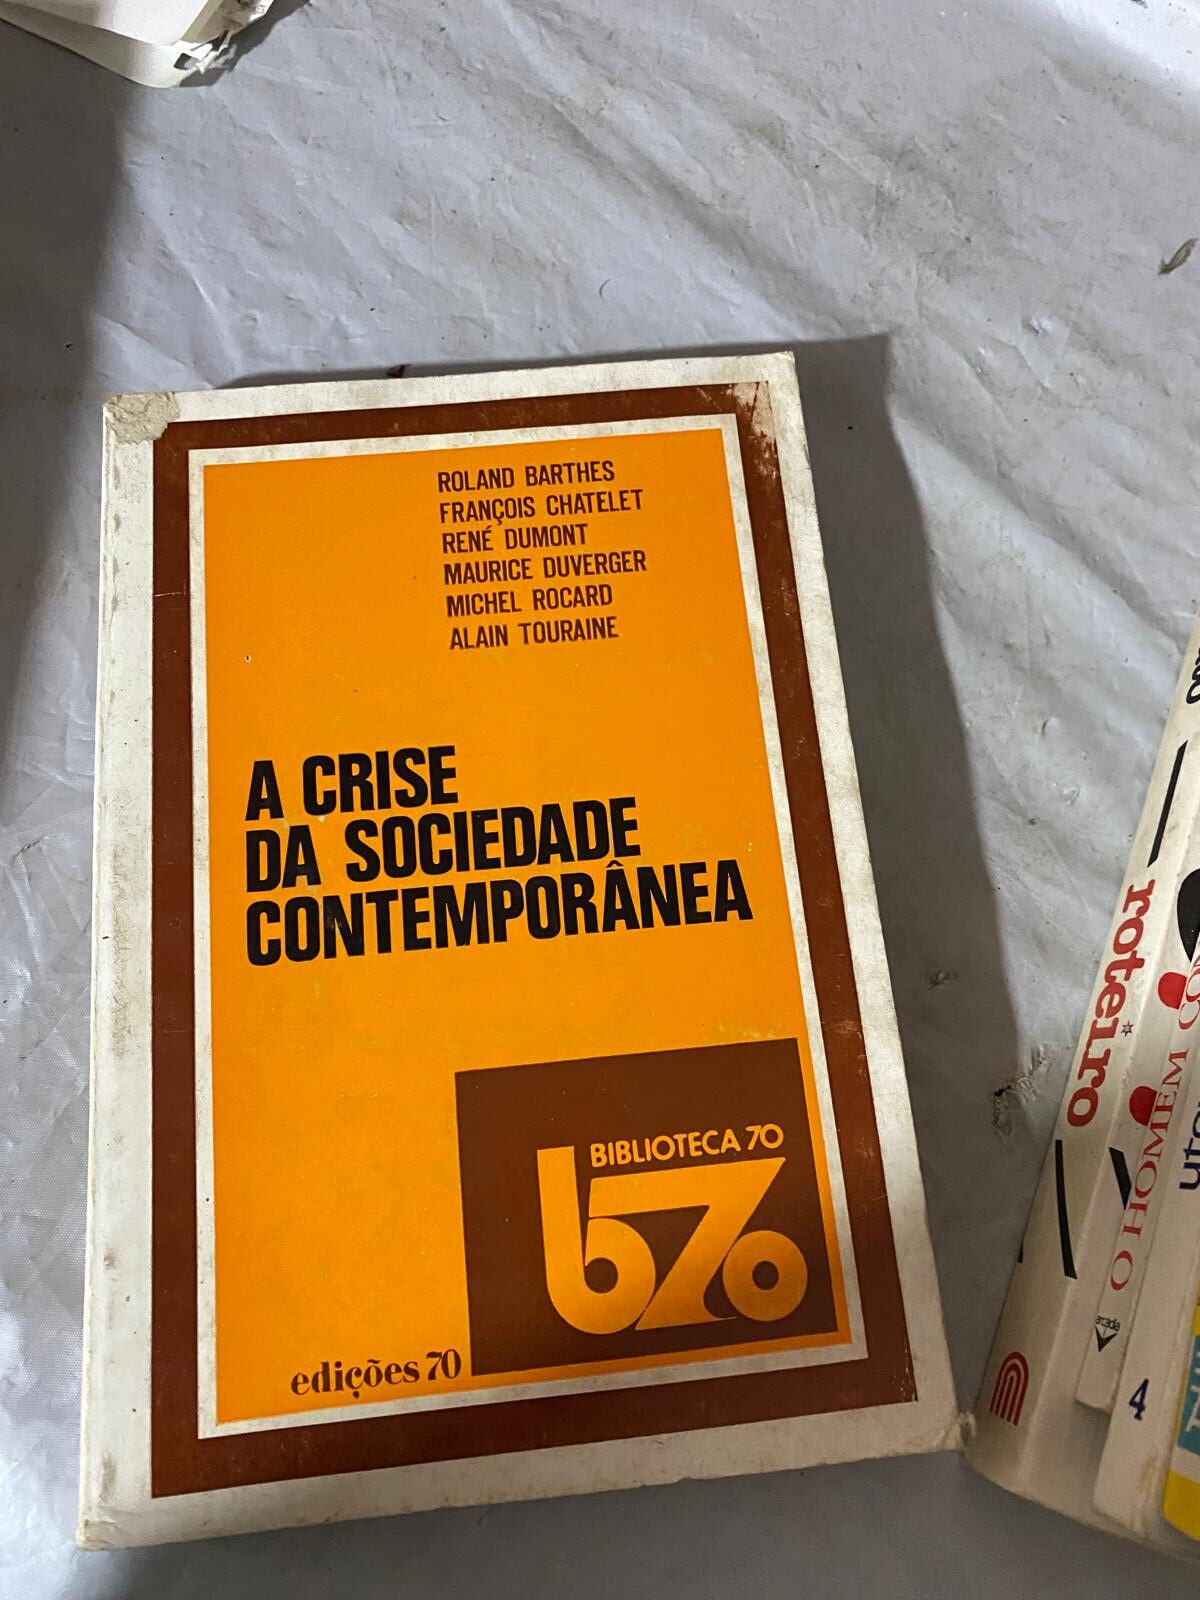 ROLAND BARTHES
FRANÇOIS CHATELET
RENÉ DUMONT
MAURICE DUVERGER
MICHEL ROCARD
ALAIN TOURAINE
A CRISE
DA SOCIEDADE
CONTEMPORÂNEA
BIBLIOTECA 70
b70
edições 70
roteiro
O HOMEM
arcádia
4